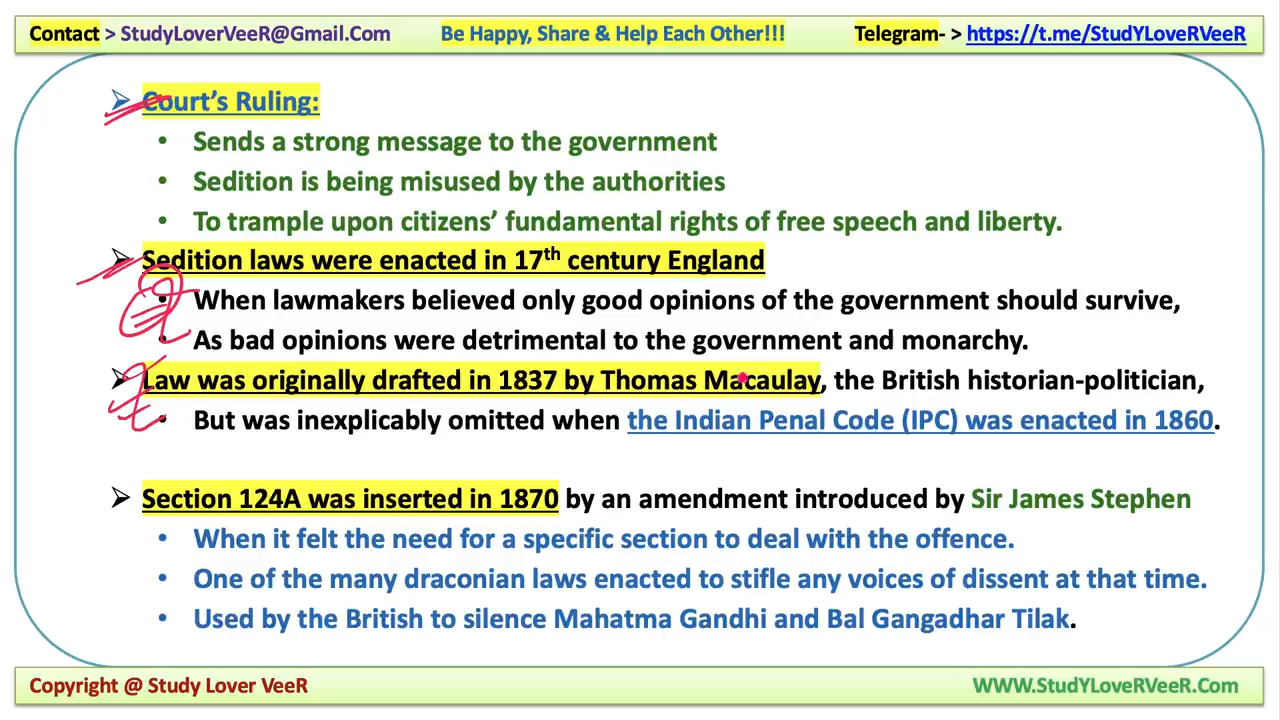 Contact > StudyLoverVeeR@Gmail.Com Be Happy, Share & Help Each Other!!! Telegram- > https://t.me/StudYLoveRVeeR
➢ Court’s Ruling:
• Sends a strong message to the government
• Sedition is being misused by the authorities
• To trample upon citizens’ fundamental rights of free speech and liberty.
➢ Sedition laws were enacted in 17th century England
• When lawmakers believed only good opinions of the government should survive,
• As bad opinions were detrimental to the government and monarchy.
➢ Law was originally drafted in 1837 by Thomas Macaulay, the British historian-politician,
• But was inexplicably omitted when the Indian Penal Code (IPC) was enacted in 1860.
➢ Section 124A was inserted in 1870 by an amendment introduced by Sir James Stephen
• When it felt the need for a specific section to deal with the offence.
• One of the many draconian laws enacted to stifle any voices of dissent at that time.
• Used by the British to silence Mahatma Gandhi and Bal Gangadhar Tilak.
Copyright @ Study Lover VeeR WWW.StudYLoveRVeeR.Com